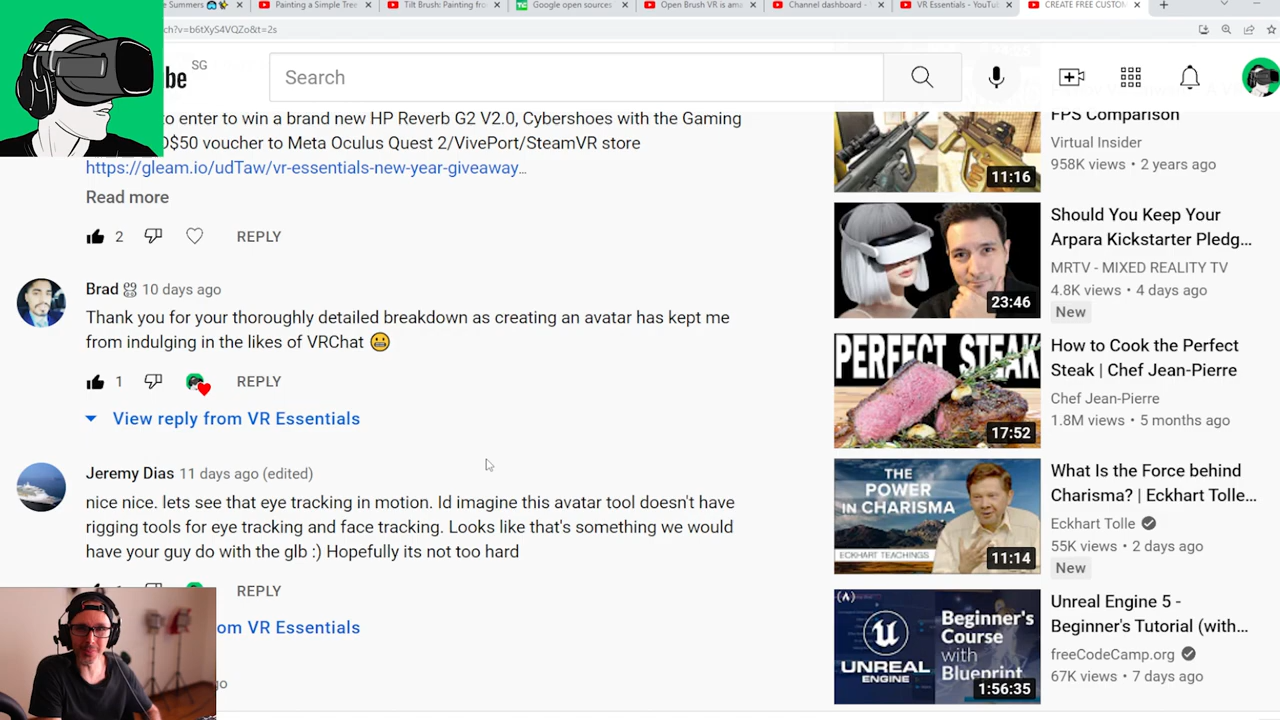 Summers
Painting a Simple Tree
Tilt Brush: Painting fro
Google open sources
Open Brush VR is ama
Channel dashboard -
VR Essentials - YouTu
CREATE FREE CUSTOM
ch?v=b6tXyS4VQZo&t=2s
be
SG
Search
to enter to win a brand new HP Reverb G2 V2.0, Cybershoes with the Gaming
$50 voucher to Meta Oculus Quest 2/VivePort/SteamVR store
https://gleam.io/udTaw/vr-essentials-new-year-giveaway...
Read more
2
REPLY
Brad 10 days ago
Thank you for your thoroughly detailed breakdown as creating an avatar has kept me
from indulging in the likes of VRChat 😬
1
REPLY
View reply from VR Essentials
Jeremy Dias 11 days ago (edited)
nice nice. lets see that eye tracking in motion. Id imagine this avatar tool doesn't have
rigging tools for eye tracking and face tracking. Looks like that's something we would
have your guy do with the glb :) Hopefully its not too hard
REPLY
om VR Essentials
go
FPS Comparison
Virtual Insider
958K views • 2 years ago
11:16
Should You Keep Your
Arpara Kickstarter Pledg...
MRTV - MIXED REALITY TV
4.8K views • 4 days ago
New
23:46
PERFECT STEAK
17:52
How to Cook the Perfect
Steak | Chef Jean-Pierre
Chef Jean-Pierre
1.8M views • 5 months ago
THE
POWER
IN CHARISMA
ECKHART TEACHINGS
11:14
What Is the Force behind
Charisma? | Eckhart Tolle...
Eckhart Tolle
55K views • 2 days ago
New
UNREAL
ENGINE
Beginner's
Course
with
Blueprint
1:56:35
Unreal Engine 5 -
Beginner's Tutorial (with...
freeCodeCamp.org
67K views • 7 days ago